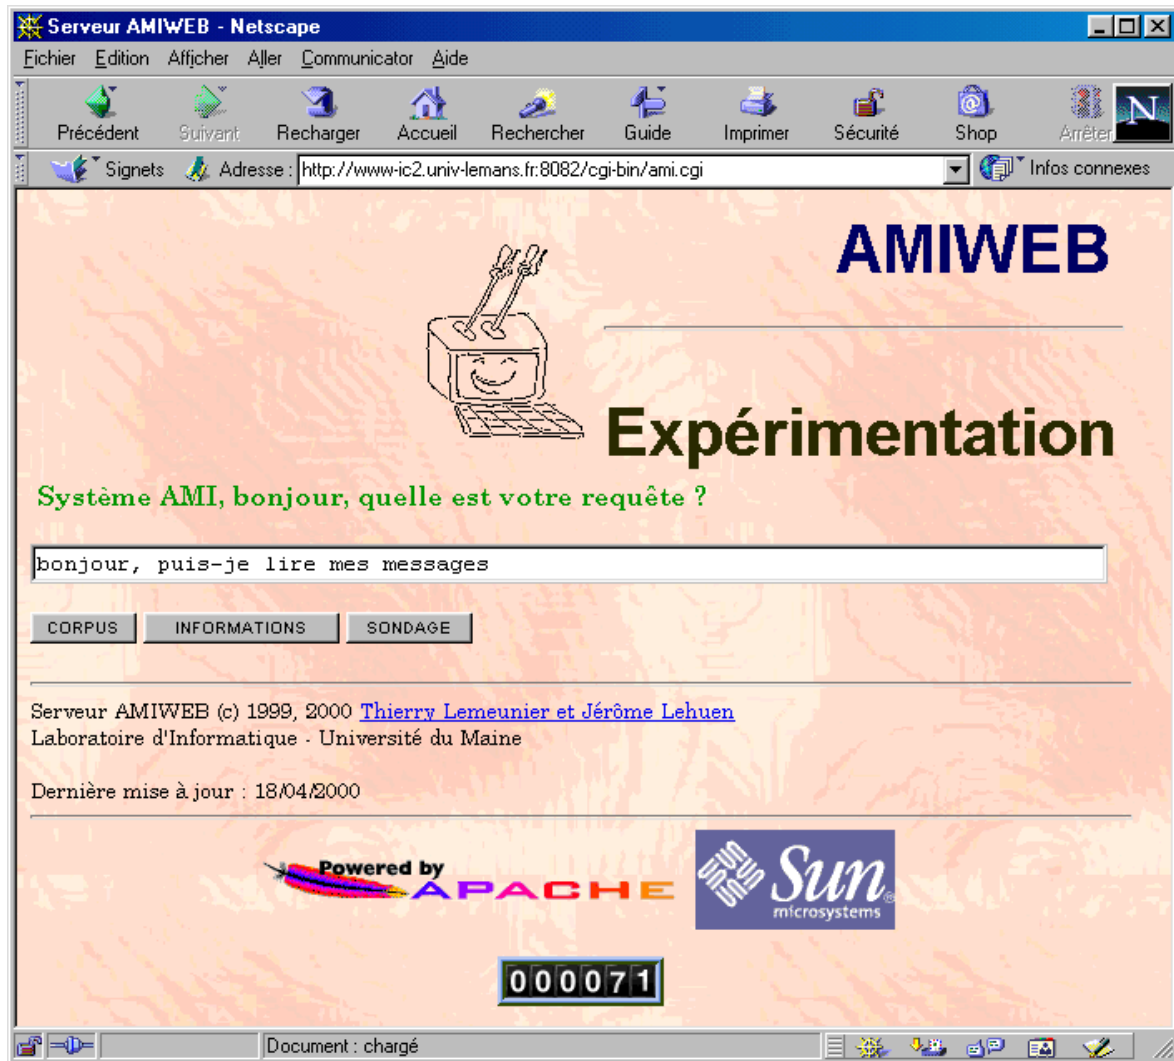 Serveur AMIWEB - Netscape
Fichier Edition Afficher Aller Communicator Aide
Précédent Suivant Recharger Accueil Rechercher Guide Imprimer Sécurité Shop Arrêter N
Signets Adresse : http://www-ic2.univ-lemans.fr:8082/cgi-bin/ami.cgi Infos connexes
AMIWEB
Expérimentation
Système AMI, bonjour, quelle est votre requête ?
bonjour, puis-je lire mes messages
CORPUS INFORMATIONS SONDAGE
Serveur AMIWEB (c) 1999, 2000 Thierry Lemeunier et Jérôme Lehuen
Laboratoire d'Informatique - Université du Maine
Dernière mise à jour : 18/04/2000
Powered by
APACHE
Sun
microsystems
000071
Document : chargé